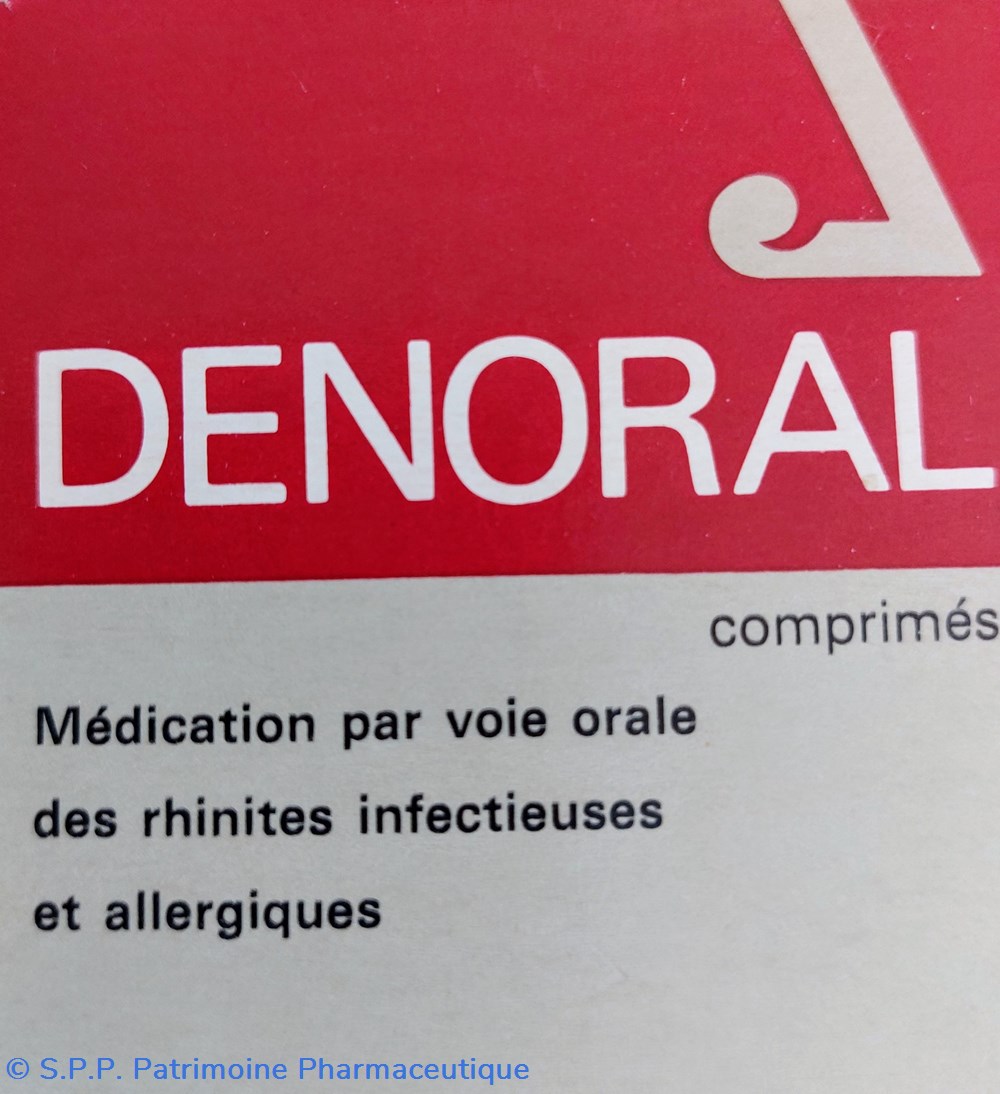 DENORAL
comprimés
Médication par voie orale
des rhinites infectieuses
et allergiques
© S.P.P. Patrimoine Pharmaceutique